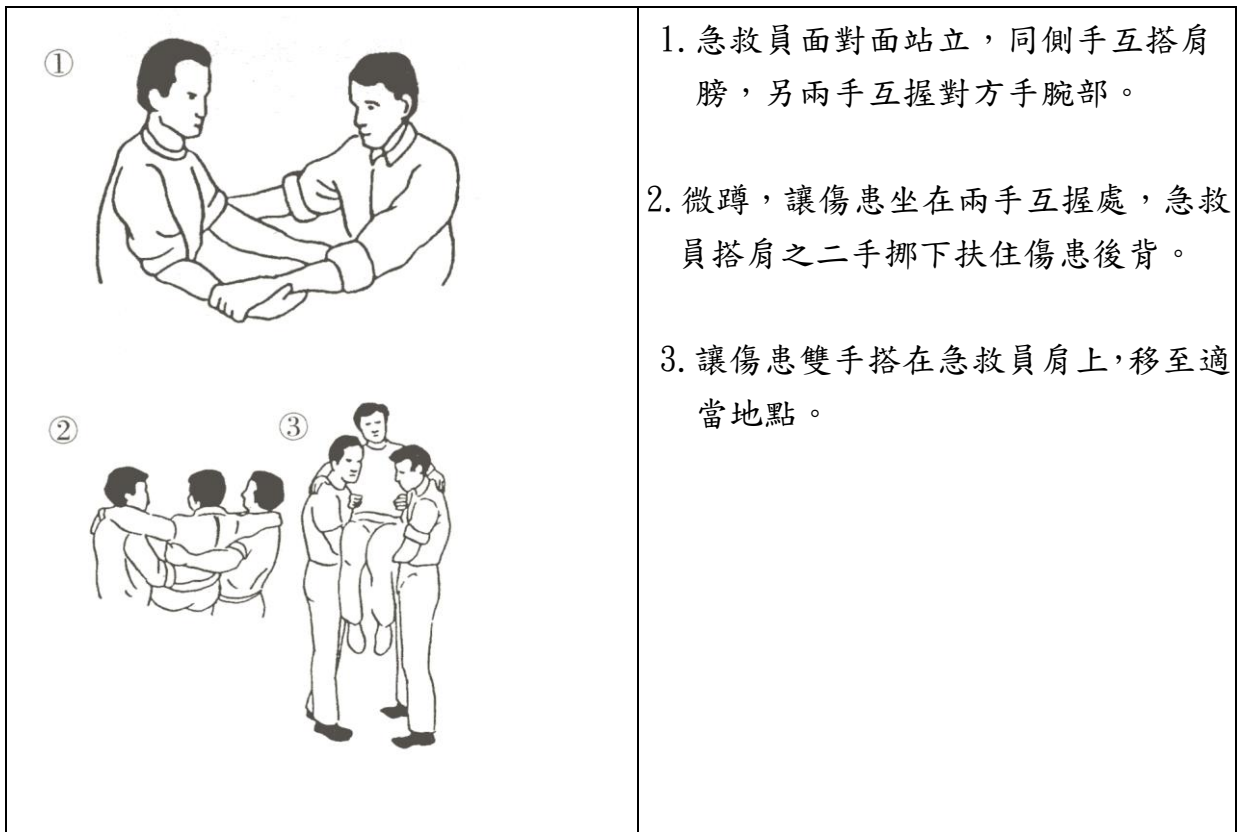 ①
②
③
1. 急救員面對面站立，同側手互搭肩
膀，另兩手互握對方手腕部。
2. 微蹲，讓傷患坐在兩手互握處，急救
員搭肩之二手挪下扶住傷患後背。
3. 讓傷患雙手搭在急救員肩上，移至適
當地點。